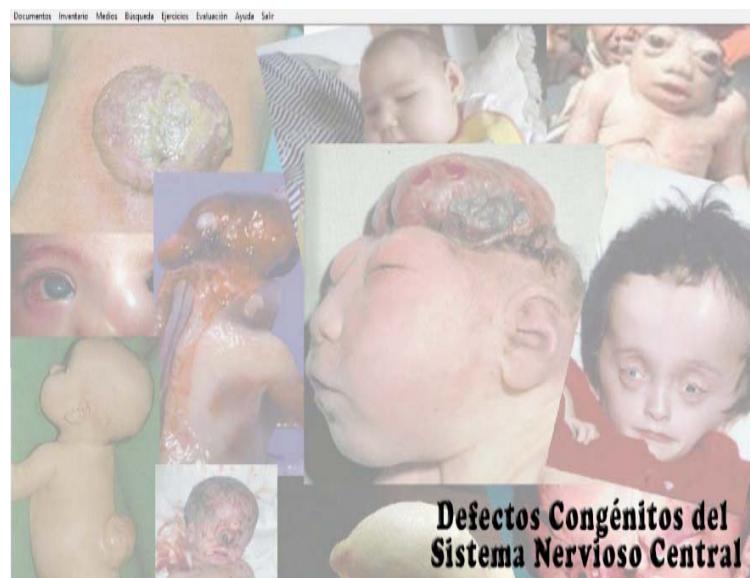 Documentos Inventario Medios Búsqueda Ejercicios Evaluación Ayuda Salir
Defectos Congénitos del
Sistema Nervioso Central